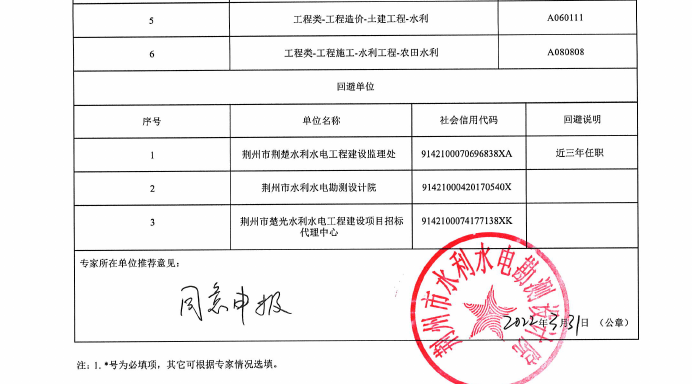 5 工程类-工程造价-土建工程-水利 A060111
6 工程类-工程施工-水利工程-农田水利 A080808
回避单位
序号 单位名称 社会信用代码 回避说明
1 荆州市荆楚水利水电工程建设监理处 9142100070696838XA 近三年任职
2 荆州市水利水电勘测设计院 91421000420170540X
3 荆州市楚光水利水电工程建设项目招标
代理中心 9142100074177138XK
专家所在单位推荐意见：
同意申报
荆州市水利水电勘测设计院
2022年3月31日 （公章）
注：1.*号为必填项，其它可根据专家情况选填。